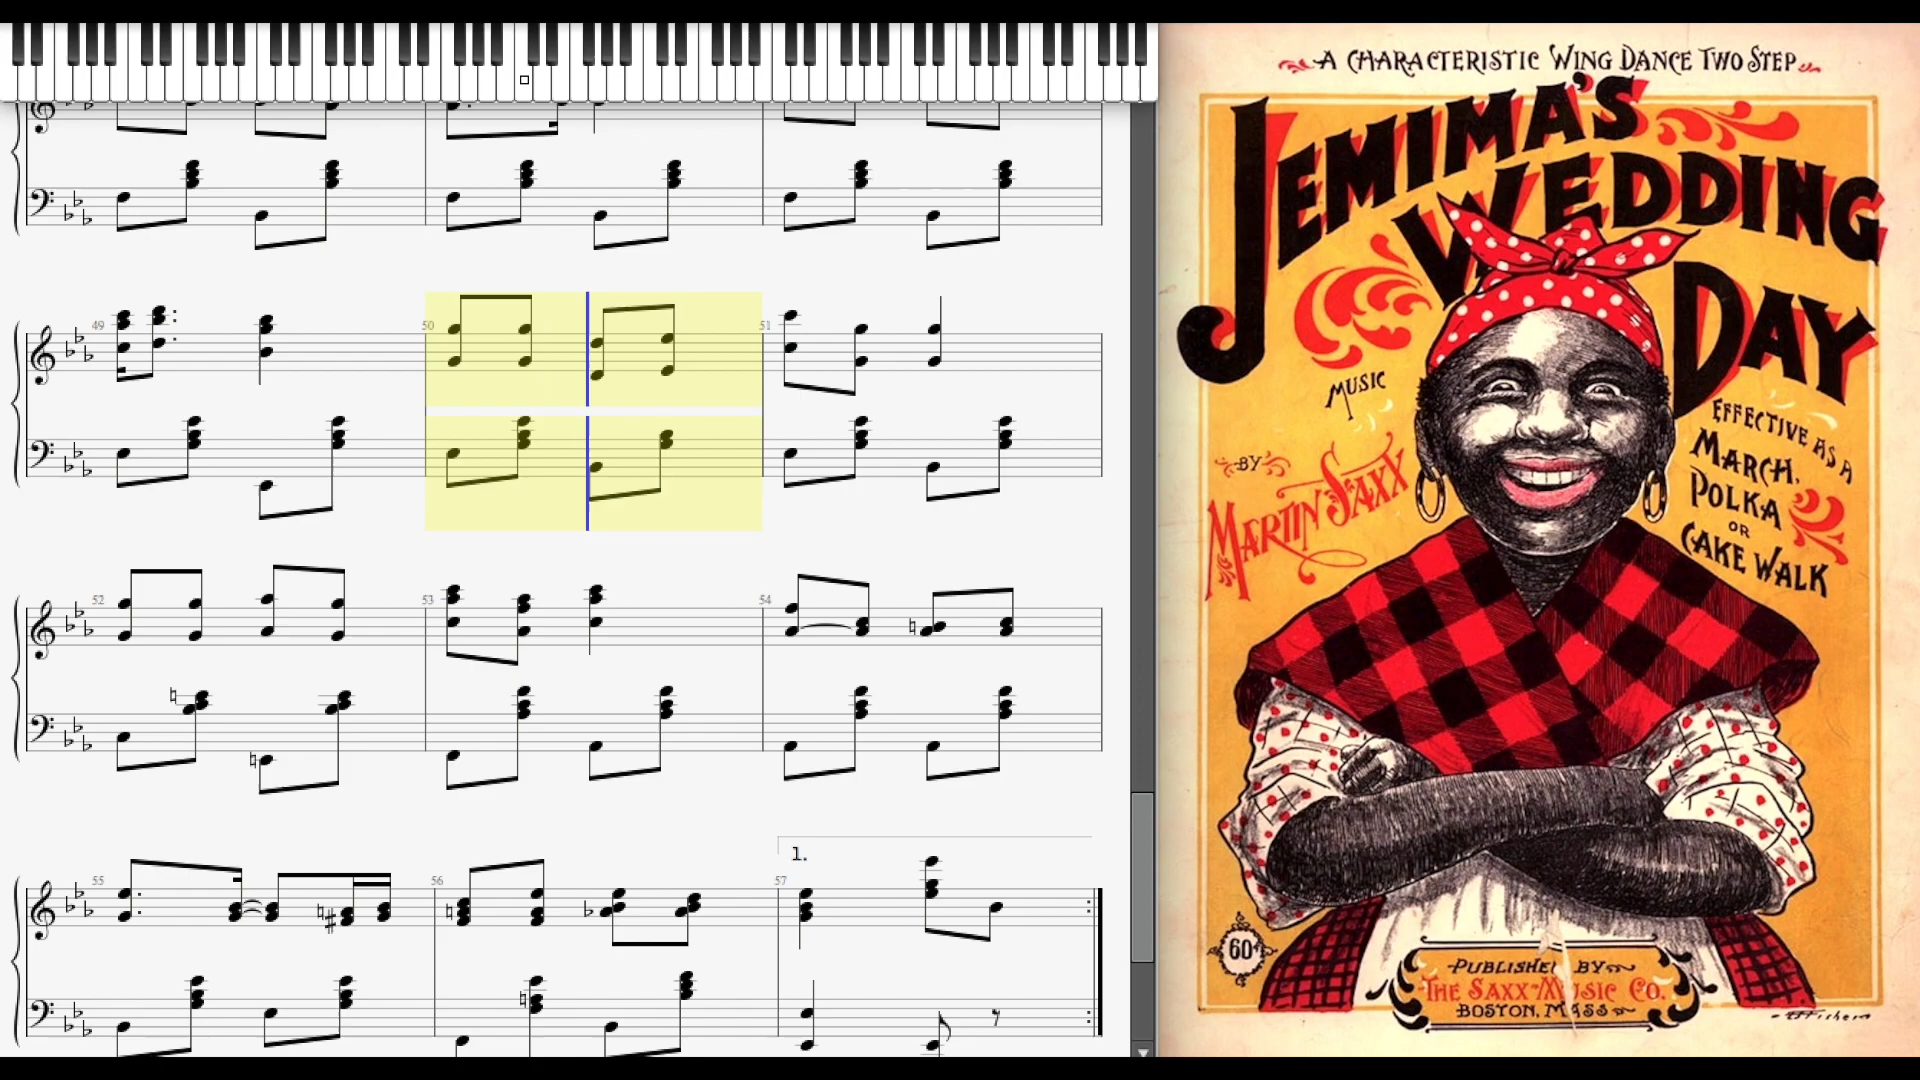 49
50
51
52
53
54
55
56
57
1.
A CHARACTERISTIC WING DANCE TWO STEP
JEMIMA'S
WEDDING
DAY
MUSIC
BY
MARTIN SAXX
EFFECTIVE AS A
MARCH,
POLKA
OR
CAKE WALK
60¢
PUBLISHED BY
THE SAXX MUSIC CO.
BOSTON, MASS